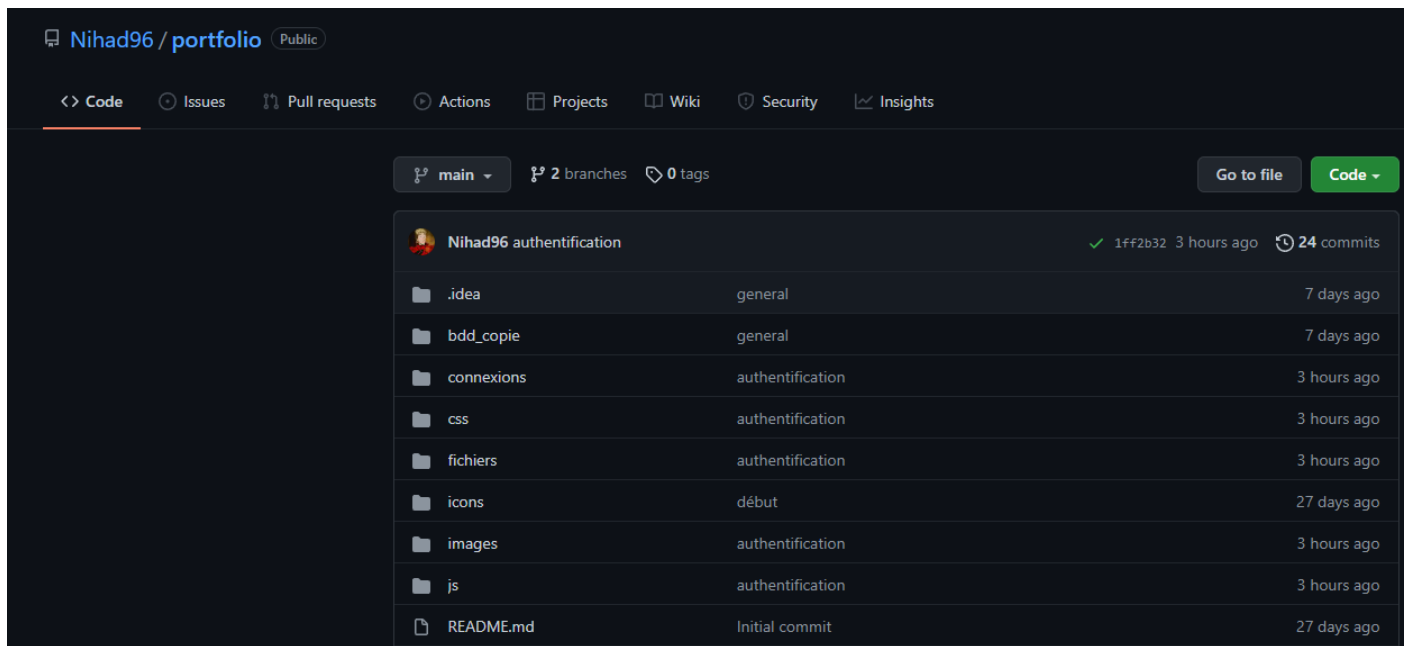 Nihad96 / portfolio Public
<> Code Issues Pull requests Actions Projects Wiki Security Insights
main 2 branches 0 tags Go to file Code
Nihad96 authentification 1ff2b32 3 hours ago 24 commits
.idea general 7 days ago
bdd_copie general 7 days ago
connexions authentification 3 hours ago
css authentification 3 hours ago
fichiers authentification 3 hours ago
icons début 27 days ago
images authentification 3 hours ago
js authentification 3 hours ago
README.md Initial commit 27 days ago